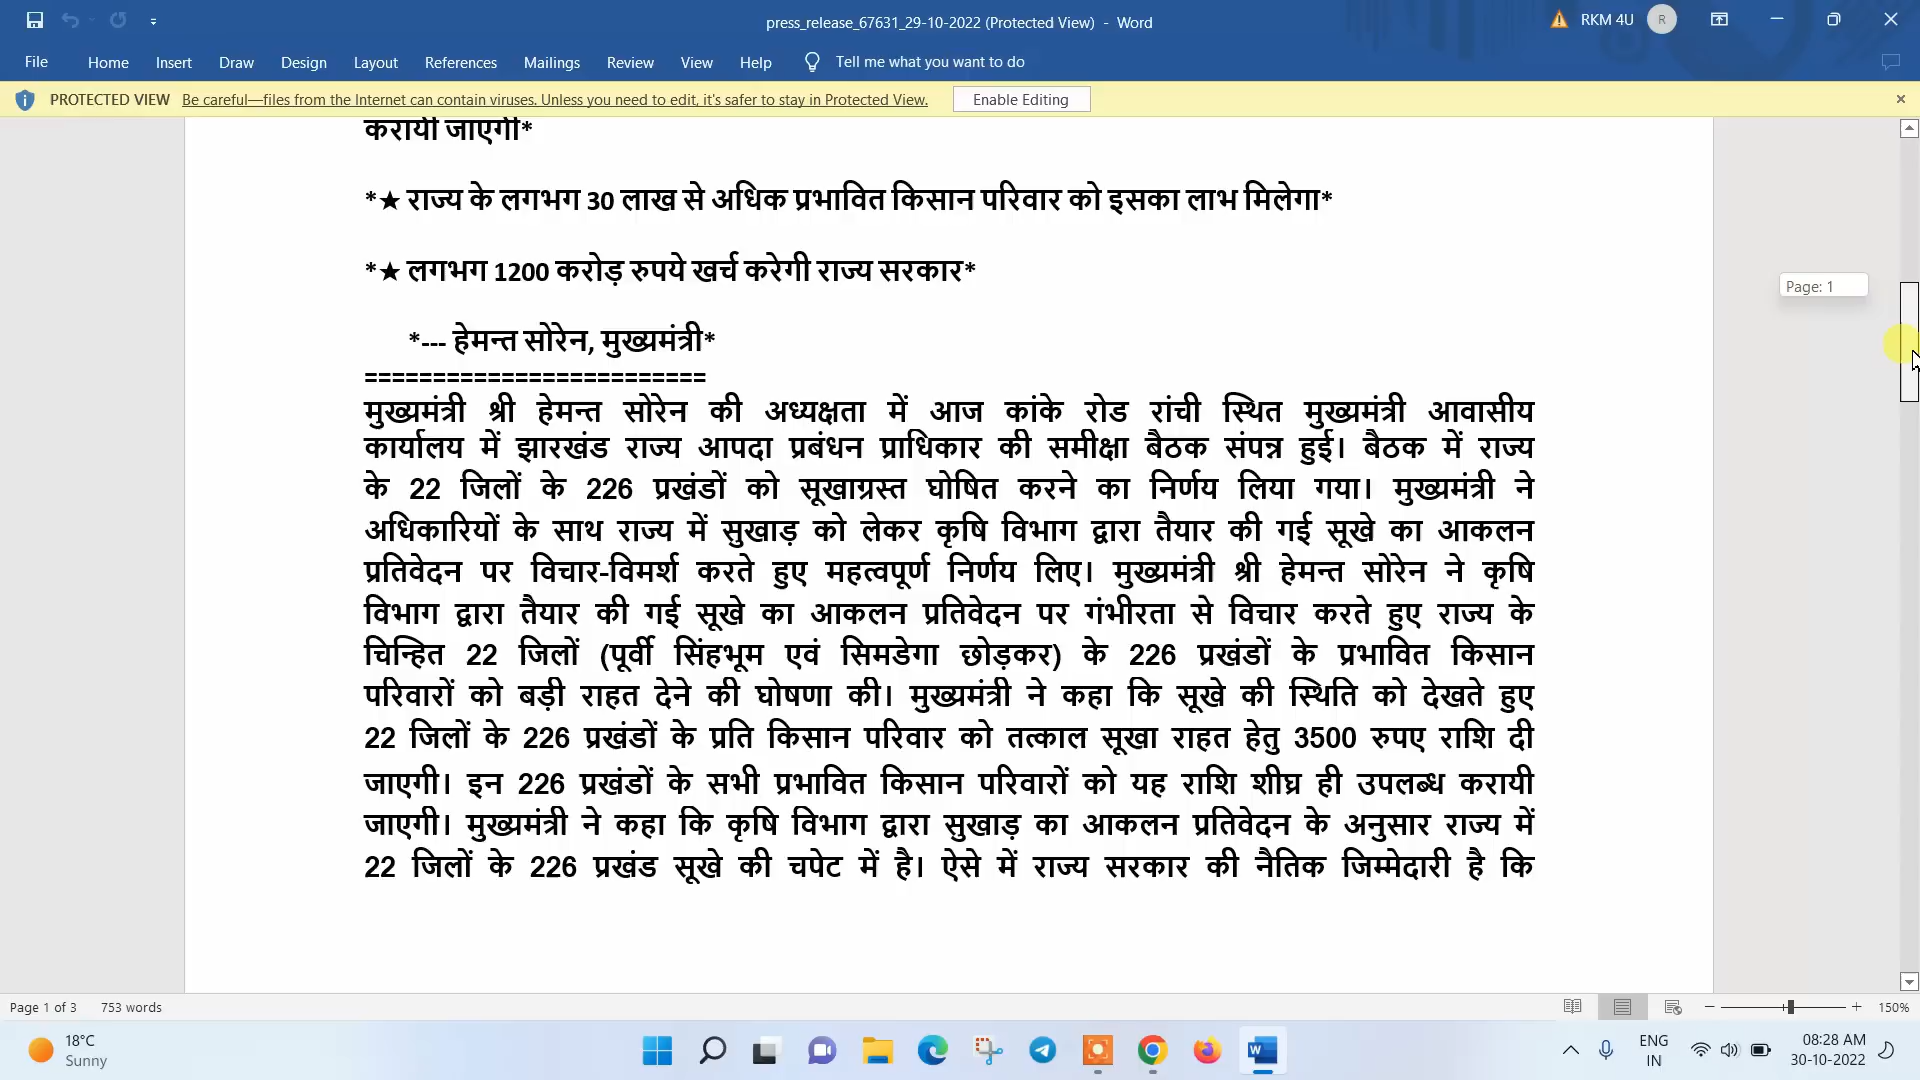 press_release_67631_29-10-2022 (Protected View) - Word
RKM 4U
R
File Home Insert Draw Design Layout References Mailings Review View Help Tell me what you want to do
PROTECTED VIEW Be careful—files from the Internet can contain viruses. Unless you need to edit, it's safer to stay in Protected View. Enable Editing
करायी जाएगी*
*★ राज्य के लगभग 30 लाख से अधिक प्रभावित किसान परिवार को इसका लाभ मिलेगा*
*★ लगभग 1200 करोड़ रुपये खर्च करेगी राज्य सरकार*
Page: 1
*--- हेमन्त सोरेन, मुख्यमंत्री*
=========================
मुख्यमंत्री श्री हेमन्त सोरेन की अध्यक्षता में आज कांके रोड रांची स्थित मुख्यमंत्री आवासीय
कार्यालय में झारखंड राज्य आपदा प्रबंधन प्राधिकार की समीक्षा बैठक संपन्न हुई। बैठक में राज्य
के 22 जिलों के 226 प्रखंडों को सूखाग्रस्त घोषित करने का निर्णय लिया गया। मुख्यमंत्री ने
अधिकारियों के साथ राज्य में सुखाड़ को लेकर कृषि विभाग द्वारा तैयार की गई सूखे का आकलन
प्रतिवेदन पर विचार-विमर्श करते हुए महत्वपूर्ण निर्णय लिए। मुख्यमंत्री श्री हेमन्त सोरेन ने कृषि
विभाग द्वारा तैयार की गई सूखे का आकलन प्रतिवेदन पर गंभीरता से विचार करते हुए राज्य के
चिन्हित 22 जिलों (पूर्वी सिंहभूम एवं सिमडेगा छोड़कर) के 226 प्रखंडों के प्रभावित किसान
परिवारों को बड़ी राहत देने की घोषणा की। मुख्यमंत्री ने कहा कि सूखे की स्थिति को देखते हुए
22 जिलों के 226 प्रखंडों के प्रति किसान परिवार को तत्काल सूखा राहत हेतु 3500 रुपए राशि दी
जाएगी। इन 226 प्रखंडों के सभी प्रभावित किसान परिवारों को यह राशि शीघ्र ही उपलब्ध करायी
जाएगी। मुख्यमंत्री ने कहा कि कृषि विभाग द्वारा सुखाड़ का आकलन प्रतिवेदन के अनुसार राज्य में
22 जिलों के 226 प्रखंड सूखे की चपेट में है। ऐसे में राज्य सरकार की नैतिक जिम्मेदारी है कि
Page 1 of 3 753 words
150%
18°C
Sunny
ENG
IN
08:28 AM
30-10-2022